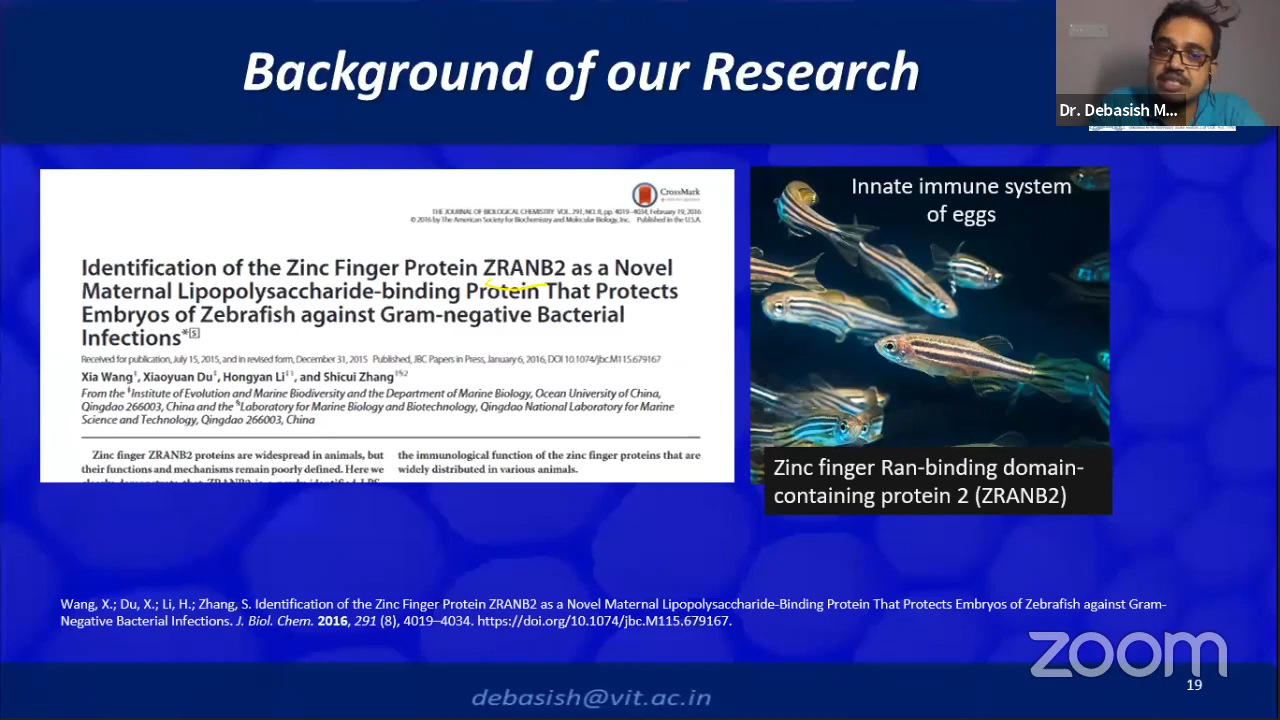 Background of our Research
Dr. Debasish M...
CrossMark
THE JOURNAL OF BIOLOGICAL CHEMISTRY VOL. 291, NO. 8, pp. 4019–4034, February 19, 2016
© 2016 by The American Society for Biochemistry and Molecular Biology, Inc. Published in the U.S.A.
Identification of the Zinc Finger Protein ZRANB2 as a Novel
Maternal Lipopolysaccharide-binding Protein That Protects
Embryos of Zebrafish against Gram-negative Bacterial
Infections*[S]
Received for publication, July 15, 2015, and in revised form, December 31, 2015 Published, JBC Papers in Press, January 6, 2016, DOI 10.1074/jbc.M115.679167
Xia Wang‡, Xiaoyuan Du‡, Hongyan Li, and Shicui Zhang
From the ‡Institute of Evolution and Marine Biodiversity and the Department of Marine Biology, Ocean University of China,
Qingdao 266003, China and the §Laboratory for Marine Biology and Biotechnology, Qingdao National Laboratory for Marine
Science and Technology, Qingdao 266003, China
Zinc finger ZRANB2 proteins are widespread in animals, but
their functions and mechanisms remain poorly defined. Here we
the immunological function of the zinc finger proteins that are
widely distributed in various animals.
Innate immune system
of eggs
Zinc finger Ran-binding domain-
containing protein 2 (ZRANB2)
Wang, X.; Du, X.; Li, H.; Zhang, S. Identification of the Zinc Finger Protein ZRANB2 as a Novel Maternal Lipopolysaccharide-Binding Protein That Protects Embryos of Zebrafish against Gram-
Negative Bacterial Infections. J. Biol. Chem. 2016, 291 (8), 4019–4034. https://doi.org/10.1074/jbc.M115.679167.
zoom
19
debasish@vit.ac.in